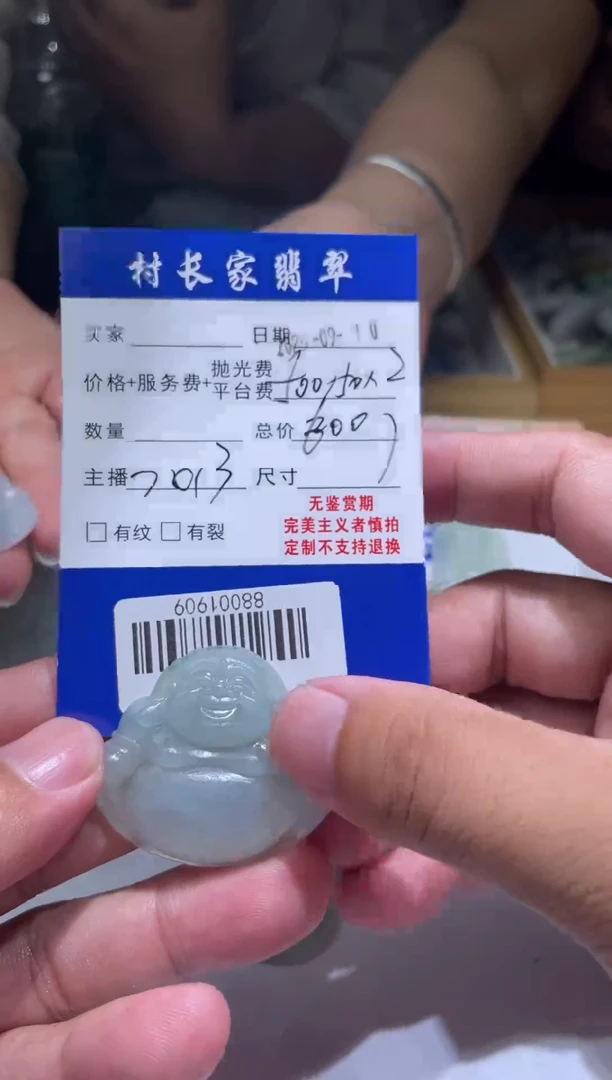 村长家翡翠
买家 日期
价格+服务费+抛光费
平台费
数量 总价
主播 7013 尺寸
无鉴赏期
完美主义者慎拍
定制不支持退换
有纹 有裂
880019609